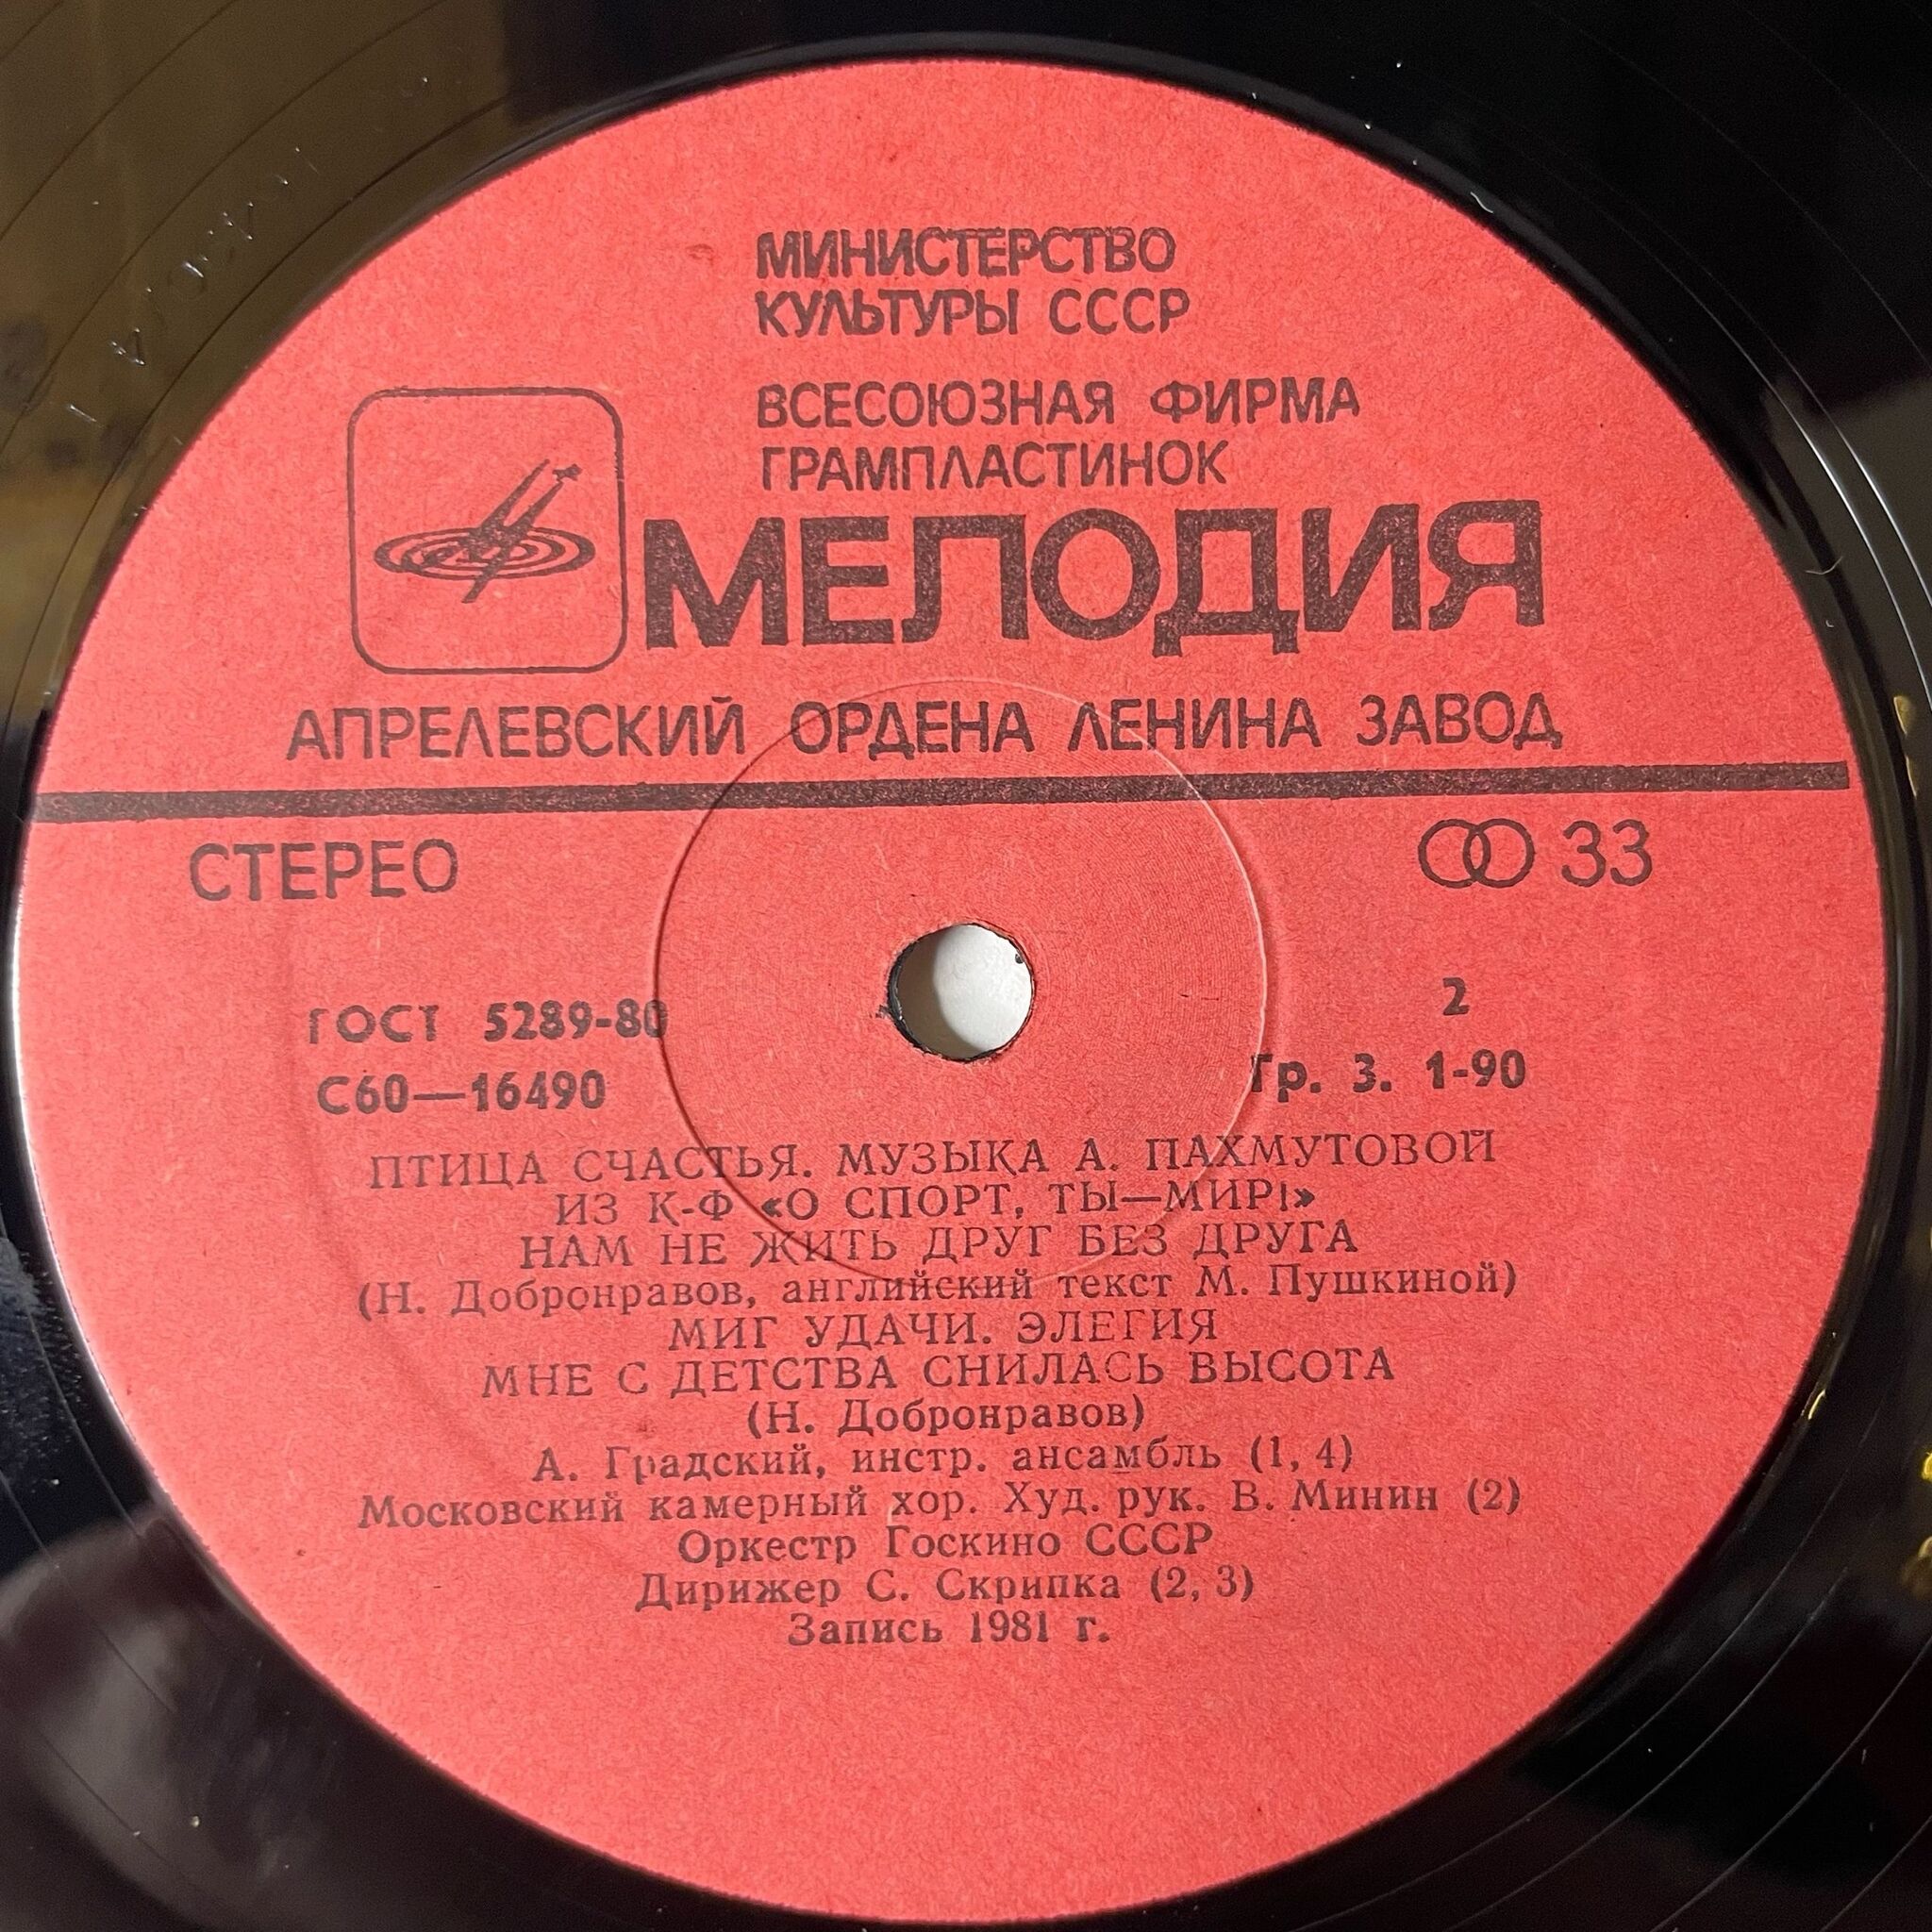 МИНИСТЕРСТВО
КУЛЬТУРЫ СССР
ВСЕСОЮЗНАЯ ФИРМА
ГРАМПЛАСТИНОК
МЕЛОДИЯ
АПРЕЛЕВСКИЙ ОРДЕНА ЛЕНИНА ЗАВОД
СТЕРЕО
33
ГОСТ 5289-80
2
С60—16490
Гр. 3. 1-90
ПТИЦА СЧАСТЬЯ. МУЗЫКА А. ПАХМУТОВОЙ
ИЗ К-Ф «О СПОРТ, ТЫ—МИР!»
НАМ НЕ ЖИТЬ ДРУГ БЕЗ ДРУГА
(Н. Добронравов, английский текст М. Пушкиной)
МИГ УДАЧИ. ЭЛЕГИЯ
МНЕ С ДЕТСТВА СНИЛАСЬ ВЫСОТА
(Н. Добронравов)
А. Градский, инстр. ансамбль (1, 4)
Московский камерный хор. Худ. рук. В. Минин (2)
Оркестр Госкино СССР
Дирижер С. Скрипка (2, 3)
Запись 1981 г.